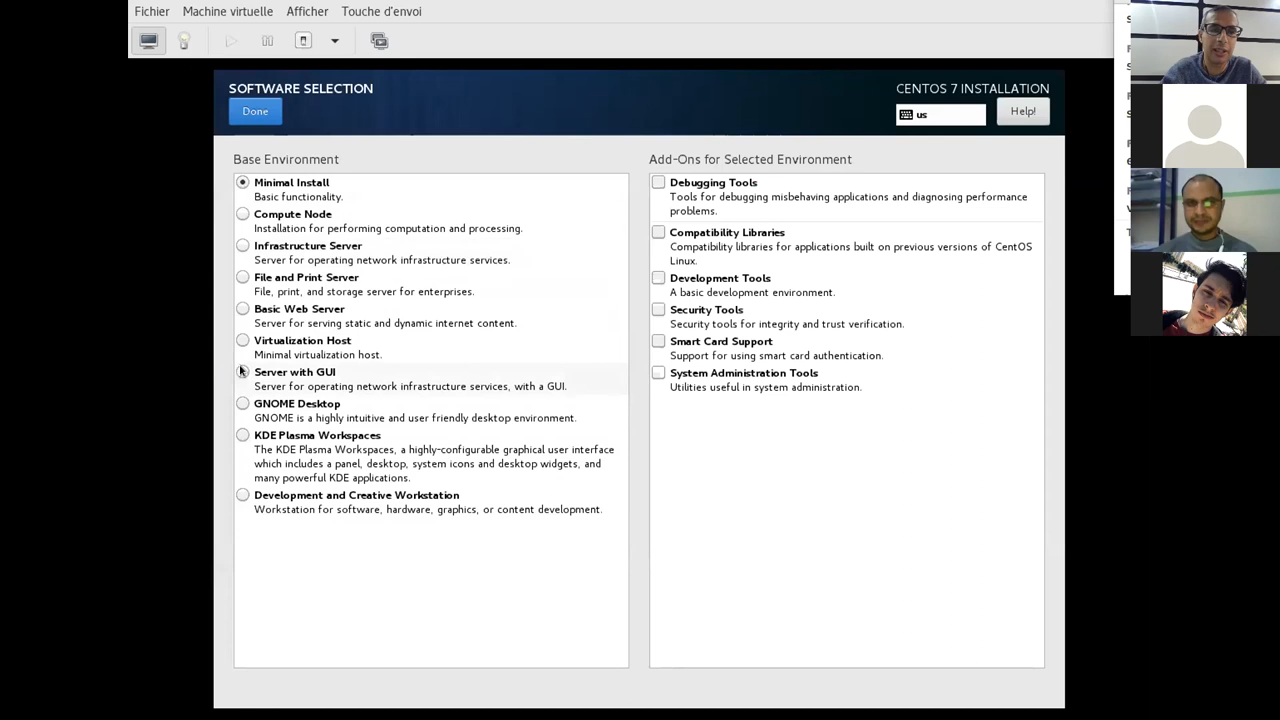 Fichier Machine virtuelle Afficher Touche d'envoi
SOFTWARE SELECTION
Done
CENTOS 7 INSTALLATION
us
Help!
Base Environment
Minimal Install
Basic functionality.
Compute Node
Installation for performing computation and processing.
Infrastructure Server
Server for operating network infrastructure services.
File and Print Server
File, print, and storage server for enterprises.
Basic Web Server
Server for serving static and dynamic internet content.
Virtualization Host
Minimal virtualization host.
Server with GUI
Server for operating network infrastructure services, with a GUI.
GNOME Desktop
GNOME is a highly intuitive and user friendly desktop environment.
KDE Plasma Workspaces
The KDE Plasma Workspaces, a highly-configurable graphical user interface
which includes a panel, desktop, system icons and desktop widgets, and
many powerful KDE applications.
Development and Creative Workstation
Workstation for software, hardware, graphics, or content development.
Add-Ons for Selected Environment
Debugging Tools
Tools for debugging misbehaving applications and diagnosing performance
problems.
Compatibility Libraries
Compatibility libraries for applications built on previous versions of CentOS
Linux.
Development Tools
A basic development environment.
Security Tools
Security tools for integrity and trust verification.
Smart Card Support
Support for using smart card authentication.
System Administration Tools
Utilities useful in system administration.